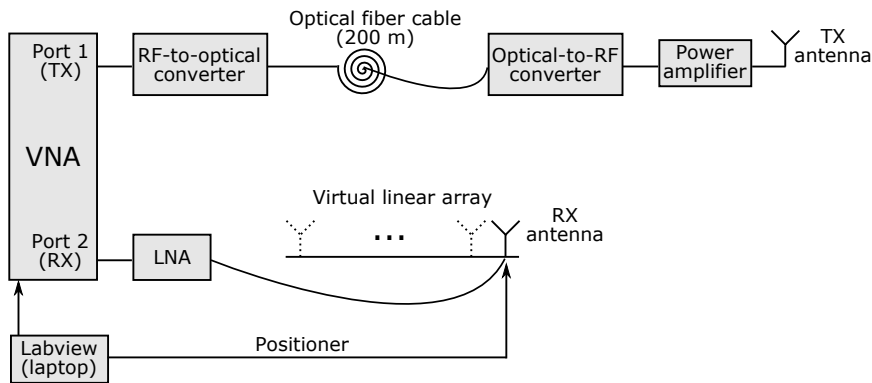 Port 1
(TX)
RF-to-optical
converter
Optical fiber cable
(200 m)
Optical-to-RF
converter
Power
amplifier
TX
antenna
VNA
Virtual linear array
...
RX
antenna
Port 2
(RX)
LNA
Labview
(laptop)
Positioner